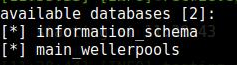 available databases [2]:
[*] information_schema
[*] main_wellerpools